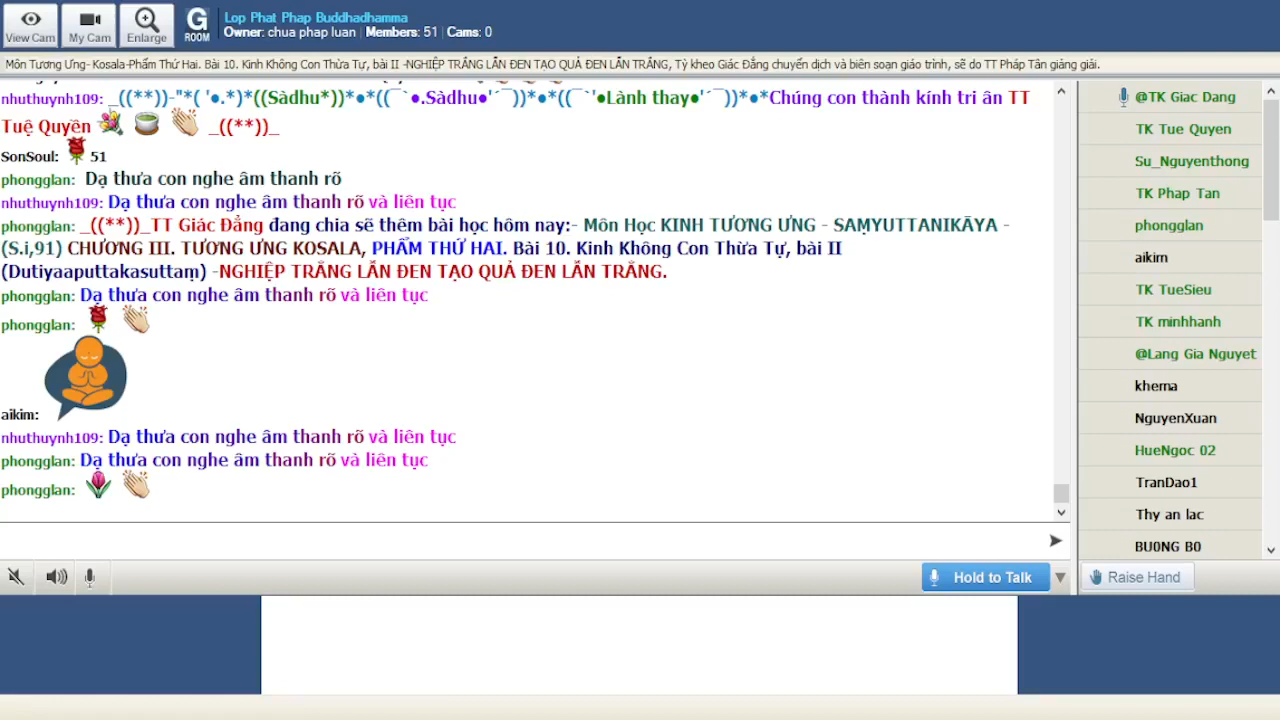 View Cam
My Cam
Enlarge
G
ROOM
Lop Phat Phap Buddhadhamma
Owner: chua phap luan | Members: 51 | Cams: 0
Môn Tương Ưng- Kosala-Phẩm Thứ Hai. Bài 10. Kinh Không Con Thừa Tự, bài II -NGHIỆP TRẮNG LẪN ĐEN TẠO QUẢ ĐEN LẪN TRẮNG, Tỳ kheo Giác Đẳng chuyển dịch và biên soạn giáo trình, sẽ do TT Pháp Tân giảng giải.
nhuthuynh109: _((**))-"*( '●.*)*((Sàdhu*))*●*((¯`●.Sàdhu●'´¯))*●*●*((¯`'●Lành thay●'´¯))*●*●*Chúng con thành kính tri ân TT
Tuệ Quyền _((**))_
SonSoul: 51
phongglan: Dạ thưa con nghe âm thanh rõ
nhuthuynh109: Dạ thưa con nghe âm thanh rõ và liên tục
phongglan: _((**))_TT Giác Đẳng đang chia sẽ thêm bài học hôm nay:- Môn Học KINH TƯƠNG ƯNG - SAṂYUTTANIKĀYA -
(S.i,91) CHƯƠNG III. TƯƠNG ƯNG KOSALA, PHẨM THỨ HAI. Bài 10. Kinh Không Con Thừa Tự, bài II
(Dutiyaaputtakasuttaṃ) -NGHIỆP TRẮNG LẪN ĐEN TẠO QUẢ ĐEN LẪN TRẮNG.
phongglan: Dạ thưa con nghe âm thanh rõ và liên tục
phongglan:
aikim:
nhuthuynh109: Dạ thưa con nghe âm thanh rõ và liên tục
phongglan: Dạ thưa con nghe âm thanh rõ và liên tục
phongglan:
@TK Giac Dang
TK Tue Quyen
Su_Nguyenthong
TK Phap Tan
phongglan
aikim
TK TueSieu
TK minhhanh
@Lang Gia Nguyet
khema
NguyenXuan
HueNgoc 02
TranDao1
Thy an lac
BU0NG B0
Hold to Talk
Raise Hand